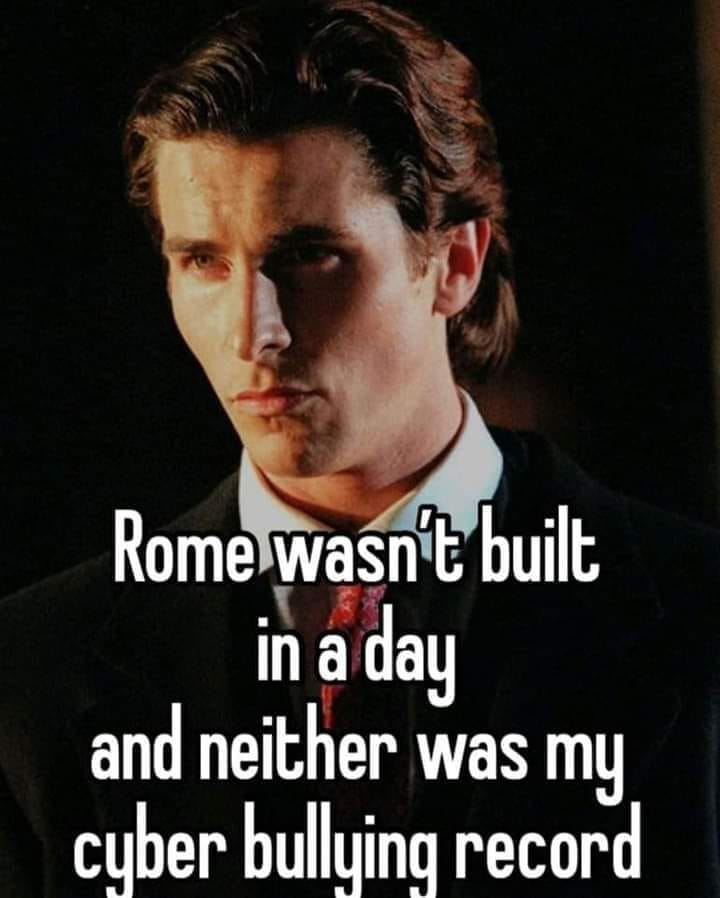 Rome wasn't built
in a day
and neither was my
cyber bullying record